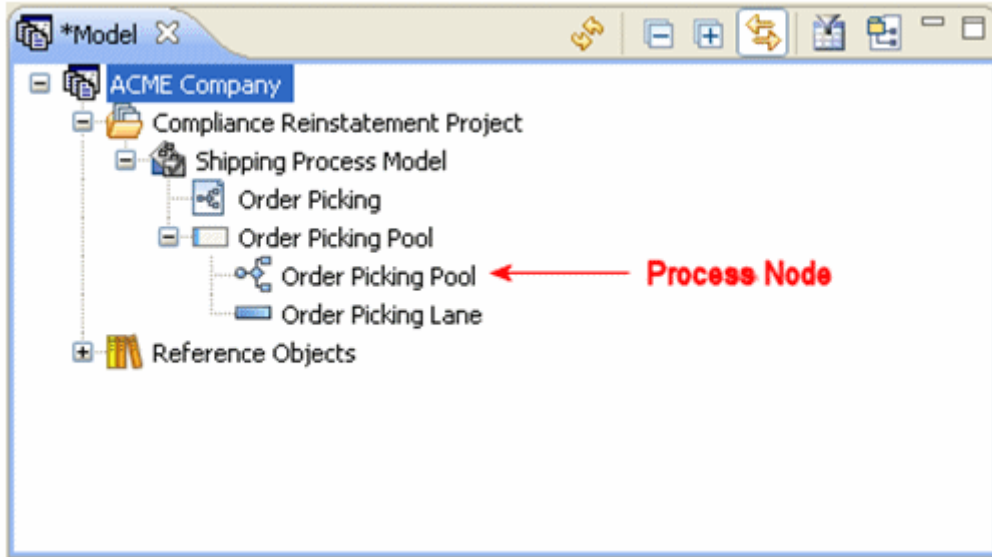 *Model
ACME Company
Compliance Reinstatement Project
Shipping Process Model
Order Picking
Order Picking Pool
Order Picking Pool Process Node
Order Picking Lane
Reference Objects